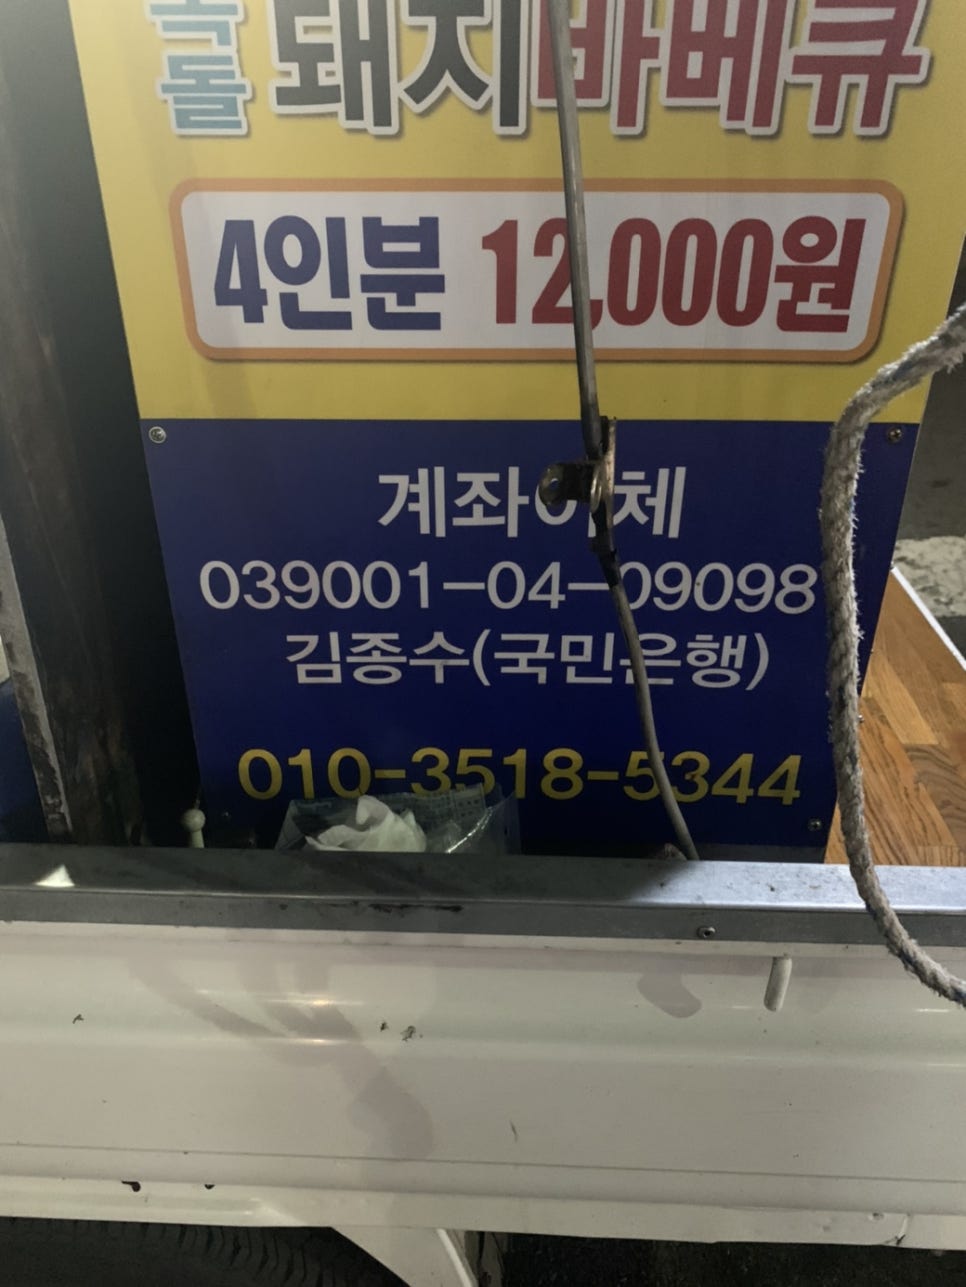 돌 돼지바베큐
4인분 12,000원
계좌이체
039001-04-09098
김종수(국민은행)
010-3518-5344